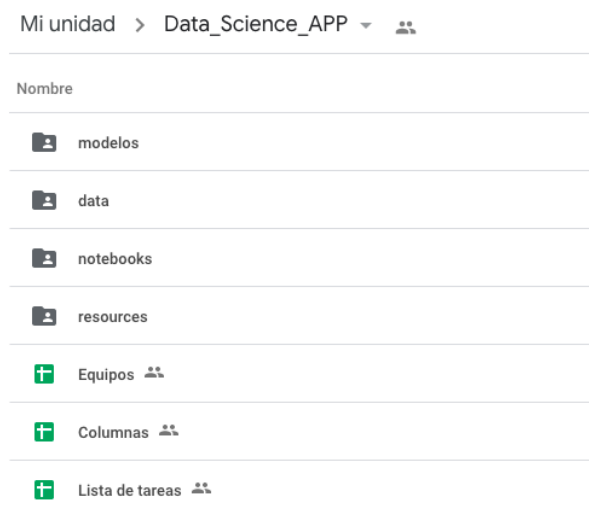 Mi unidad > Data_Science_APP
Nombre
modelos
data
notebooks
resources
Equipos
Columnas
Lista de tareas